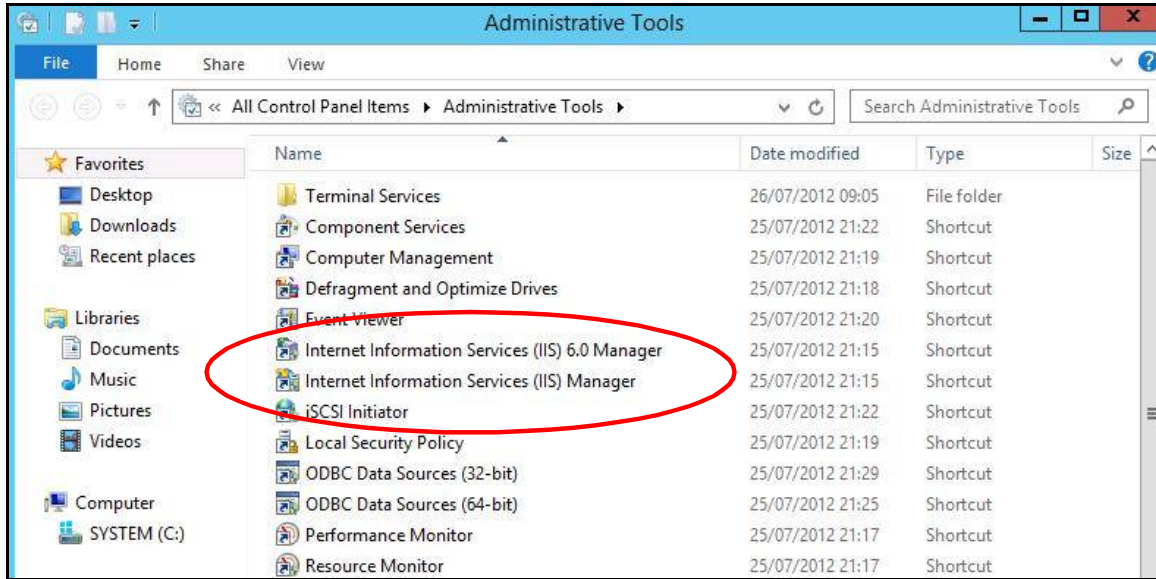 Administrative Tools
File Home Share View
« All Control Panel Items Administrative Tools Search Administrative Tools
Name Date modified Type Size
Favorites
Desktop
Downloads
Recent places
Libraries
Documents
Music
Pictures
Videos
Computer
SYSTEM (C:)
Terminal Services 26/07/2012 09:05 File folder
Component Services 25/07/2012 21:22 Shortcut
Computer Management 25/07/2012 21:19 Shortcut
Defragment and Optimize Drives 25/07/2012 21:18 Shortcut
Event Viewer 25/07/2012 21:20 Shortcut
Internet Information Services (IIS) 6.0 Manager 25/07/2012 21:15 Shortcut
Internet Information Services (IIS) Manager 25/07/2012 21:15 Shortcut
iSCSI Initiator 25/07/2012 21:22 Shortcut
Local Security Policy 25/07/2012 21:19 Shortcut
ODBC Data Sources (32-bit) 25/07/2012 21:29 Shortcut
ODBC Data Sources (64-bit) 25/07/2012 21:25 Shortcut
Performance Monitor 25/07/2012 21:17 Shortcut
Resource Monitor 25/07/2012 21:17 Shortcut